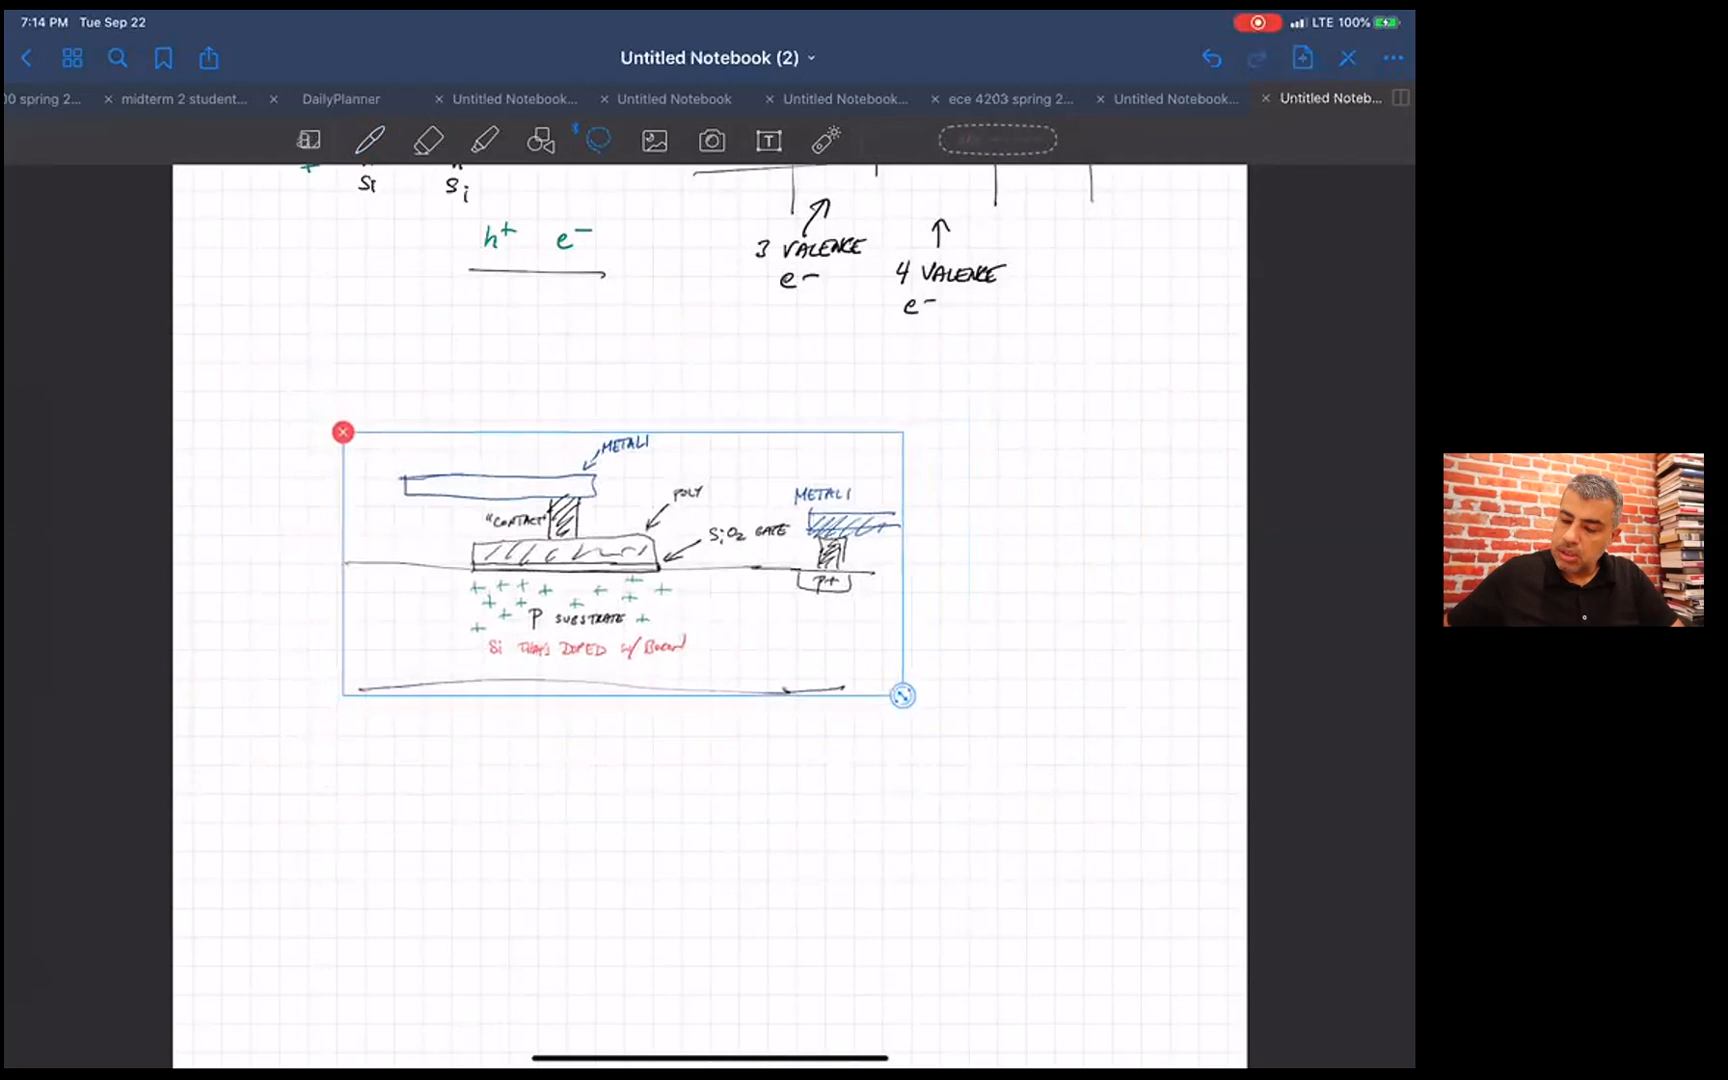 7:14 PM Tue Sep 22
LTE 100%
Untitled Notebook (2)
00 spring 2...
midterm 2 student...
DailyPlanner
Untitled Notebook...
Untitled Notebook
Untitled Notebook...
ece 4203 spring 2...
Untitled Notebook...
Untitled Noteb...
T
+ Si Si
h+ e-
3 VALENCE
e-
4 VALENCE
e-
METAL1
POLY
METAL1
"CONTACT"
SiO2 GATE
P+
P SUBSTRATE
Si THAT'S DOPED W/ Boron